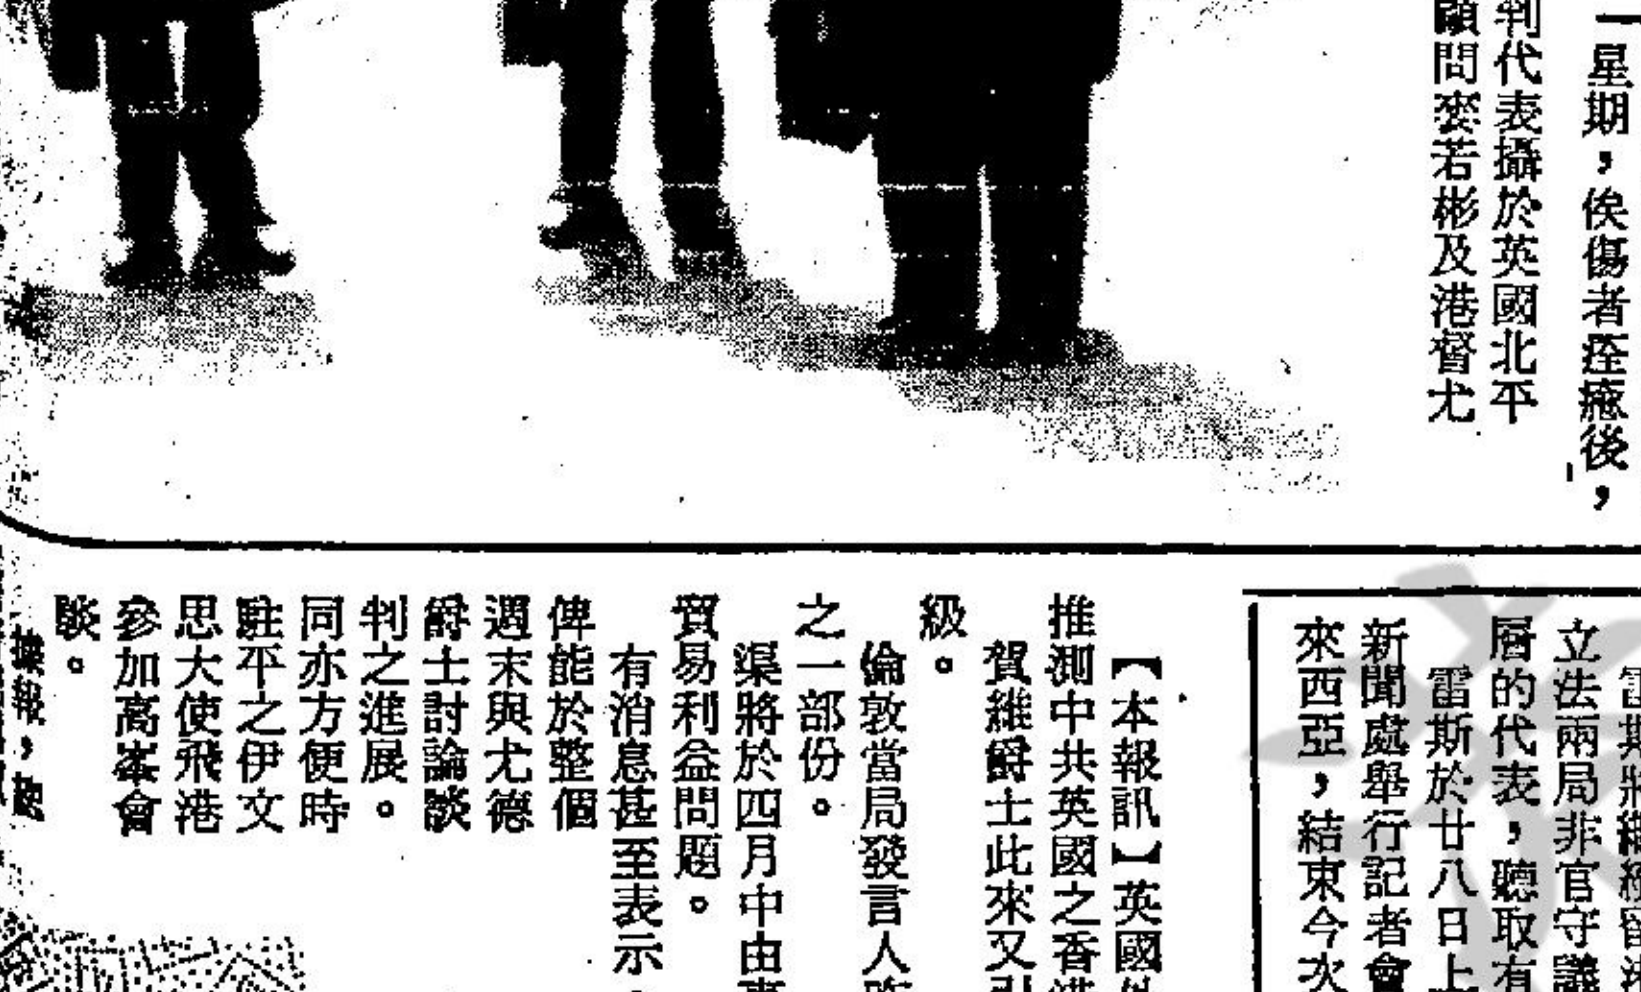 一星期，俟傷者痊癒後，
判代表攝於英國北平
顧問麥若彬及港督尤
立法兩局非官守議
層的代表，聽取有
雷斯於廿八日上
新聞處舉行記者會
來西亞，結束今次
【本報訊】英國外
推測中共英國之香港
賀維爵士此來又引
級。
倫敦當局發言人昨
之一部份。
渠將於四月中由
貿易利益問題。
有消息甚至表示
俾能於整個
週末與尤德
爵士討論談
判之進展。
同亦方便時
駐平之伊文
思大使飛港
參加高峯會
談。
據報，